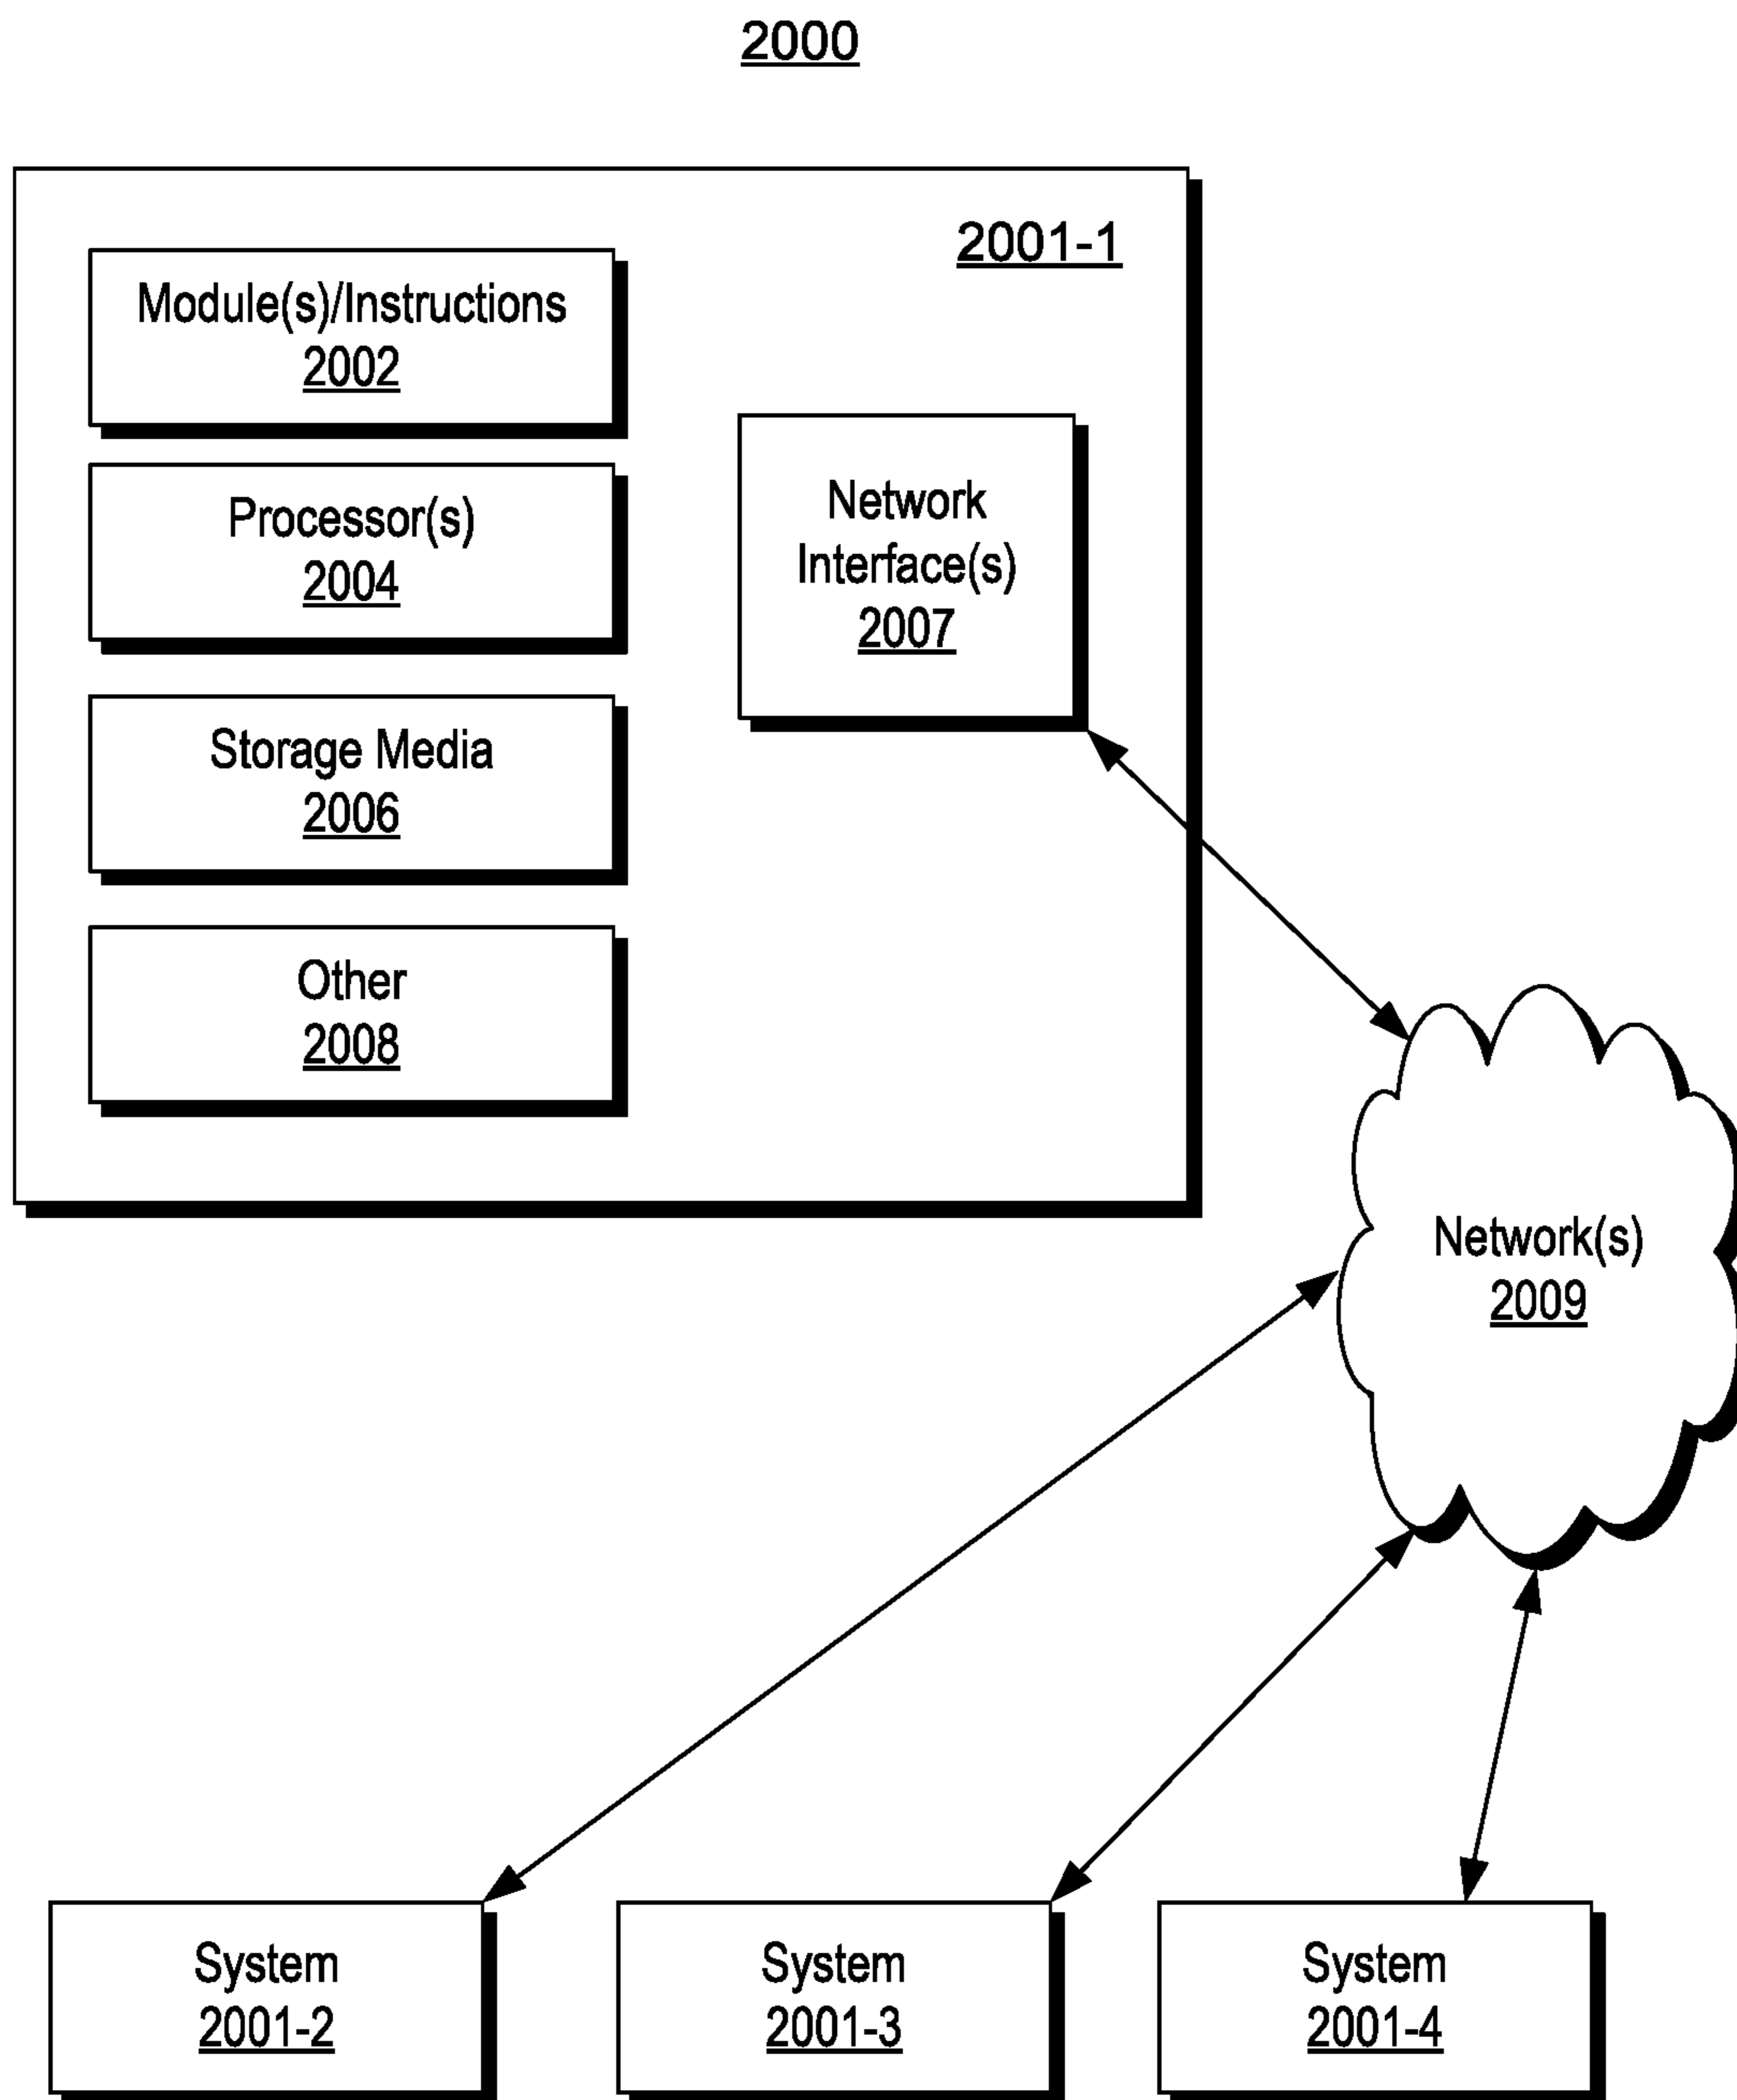 2000
2001-1
Module(s)/Instructions
2002
Processor(s)
2004
Network
Interface(s)
2007
Storage Media
2006
Other
2008
Network(s)
2009
System
2001-2
System
2001-3
System
2001-4